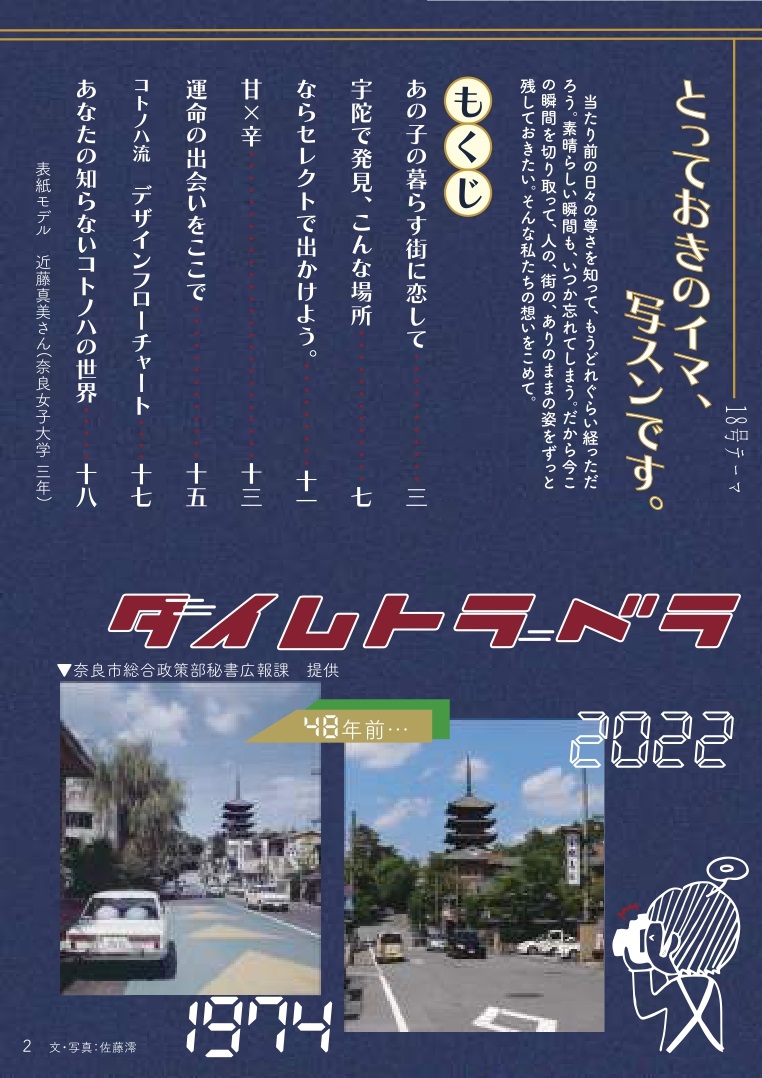 18号テーマ
とっておきのイマ、
写スンです。
当たり前の日々の尊さを知って、もうどれぐらい経っただ
ろう。素晴らしい瞬間も、いつか忘れてしまう。だから今こ
の瞬間を切り取って、人の、街の、ありのままの姿をずっと
残しておきたい。そんな私たちの想いをこめて。
もくじ
あの子の暮らす街に恋して………三
宇陀で発見、こんな場所………七
ならセレクトで出かけよう。………十一
甘×辛………十三
運命の出会いをここで………十五
コトノハ流 デザインフローチャート………十七
あなたの知らないコトノハの世界………十八
表紙モデル 近藤真美さん(奈良女子大学 三年)
タイムトラーベラ
▼奈良市総合政策部秘書広報課 提供
48年前…
2022
1974
2 文・写真:佐藤澪